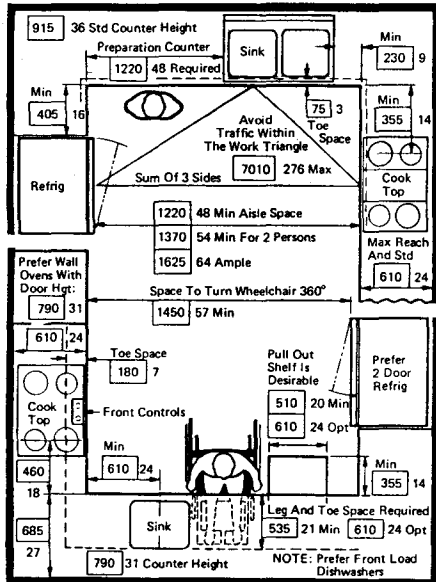 915 36 Std Counter Height
Preparation Counter
1220 48 Required
Sink
Min
230 9
Min
405 16
75 3
Toe
Space
Min
355 14
Avoid
Traffic Within
The Work Triangle
7010 276 Max
Sum Of 3 Sides
Refrig
Cook
Top
1220 48 Min Aisle Space
1370 54 Min For 2 Persons
1625 64 Ample
Max Reach
And Std
610 24
Prefer Wall
Ovens With
Door Hgt:
790 31
610 24
Space To Turn Wheelchair 360°
1450 57 Min
Toe Space
180 7
Pull Out
Shelf Is
Desirable
510 20 Min
610 24 Opt
Prefer
2 Door
Refrig
Cook
Top
Front Controls
Min
610 24
460
18
Min
355 14
685
27
Sink
Leg And Toe Space Required
535 21 Min 610 24 Opt
790 31 Counter Height
NOTE: Prefer Front Load
Dishwashers